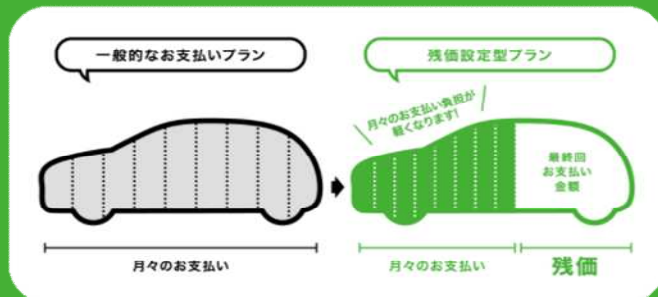 一般的なお支払いプラン
残価設定型プラン
月々のお支払い負担が
軽くなります!
最終回
お支払い
金額
月々のお支払い
月々のお支払い
残価